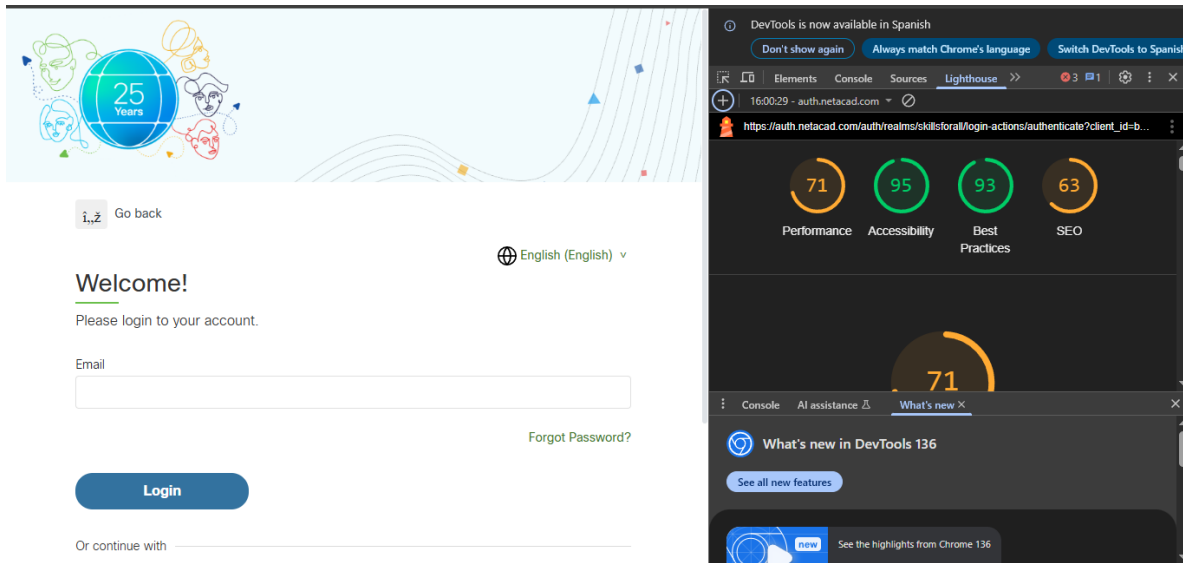 25
Years
î„ž Go back
English (English)
Welcome!
Please login to your account.
Email
Forgot Password?
Login
Or continue with
DevTools is now available in Spanish
Don't show again
Always match Chrome's language
Switch DevTools to Spanish
Elements
Console
Sources
Lighthouse
3
1
16:00:29 - auth.netacad.com
https://auth.netacad.com/auth/realms/skillsforall/login-actions/authenticate?client_id=b...
71
95
93
63
Performance
Accessibility
Best
Practices
SEO
71
Console
AI assistance
What's new
What's new in DevTools 136
See all new features
new
See the highlights from Chrome 136